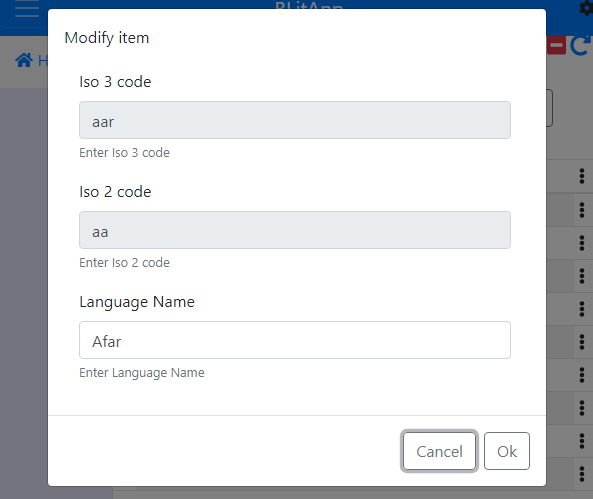 Modify item
Iso 3 code
aar
Enter Iso 3 code
Iso 2 code
aa
Enter Iso 2 code
Language Name
Afar
Enter Language Name
Cancel Ok